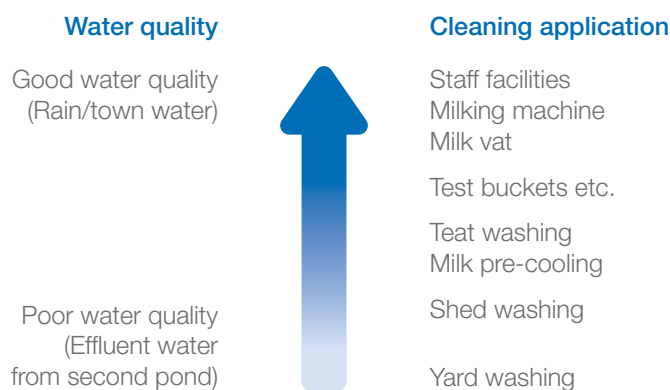 Water quality
Cleaning application
Good water quality
(Rain/town water)
Staff facilities
Milking machine
Milk vat
Test buckets etc.
Teat washing
Milk pre-cooling
Poor water quality
(Effluent water
from second pond)
Shed washing
Yard washing